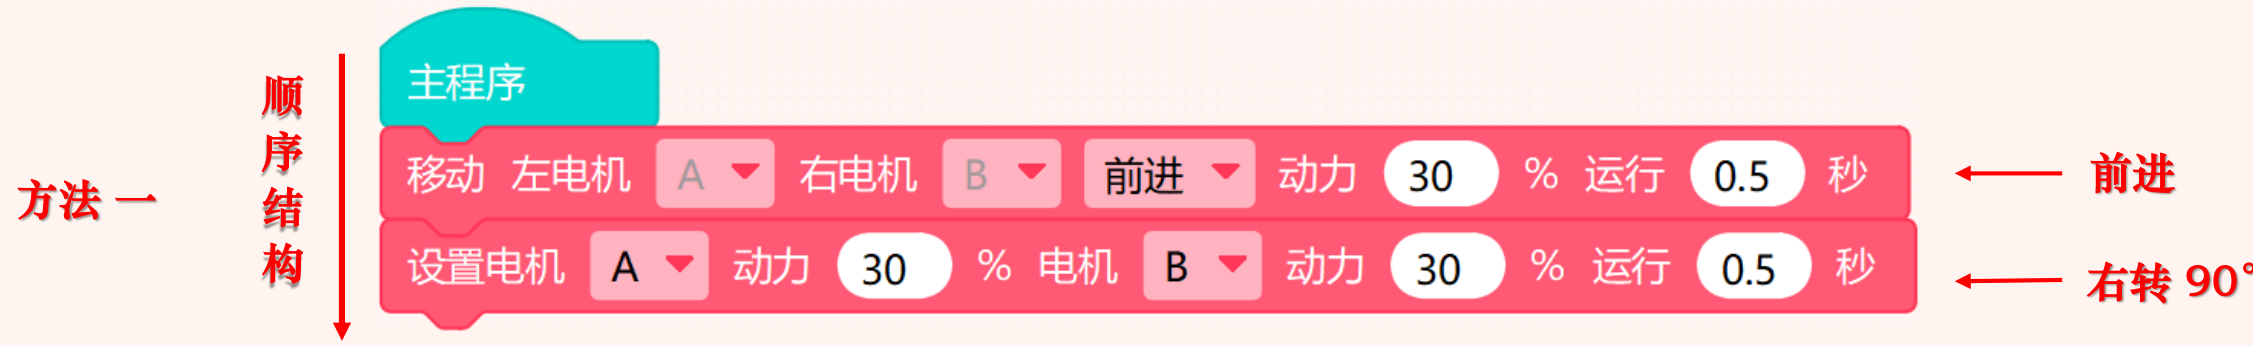 方法 一
顺序结构
主程序
移动 左电机 A 右电机 B 前进 动力 30 % 运行 0.5 秒
前进
设置电机 A 动力 30 % 电机 B 动力 30 % 运行 0.5 秒
右转 90°